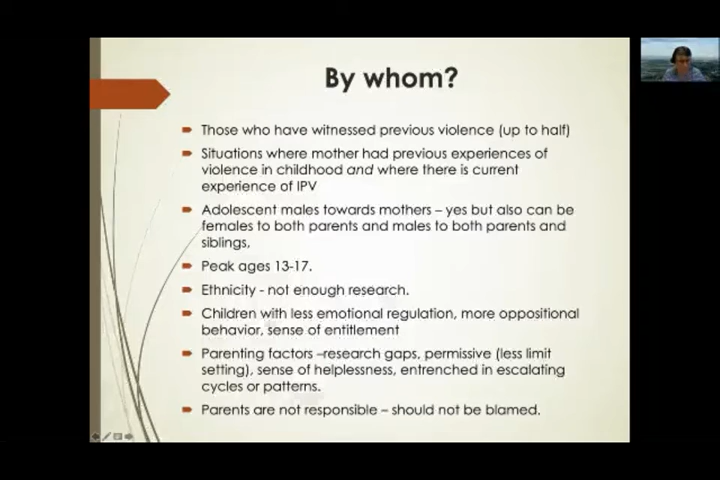 By whom?
Those who have witnessed previous violence (up to half)
Situations where mother had previous experiences of
violence in childhood and where there is current
experience of IPV
Adolescent males towards mothers – yes but also can be
females to both parents and males to both parents and
siblings,
Peak ages 13-17.
Ethnicity - not enough research.
Children with less emotional regulation, more oppositional
behavior, sense of entitlement
Parenting factors –research gaps, permissive (less limit
setting), sense of helplessness, entrenched in escalating
cycles or patterns.
Parents are not responsible – should not be blamed.